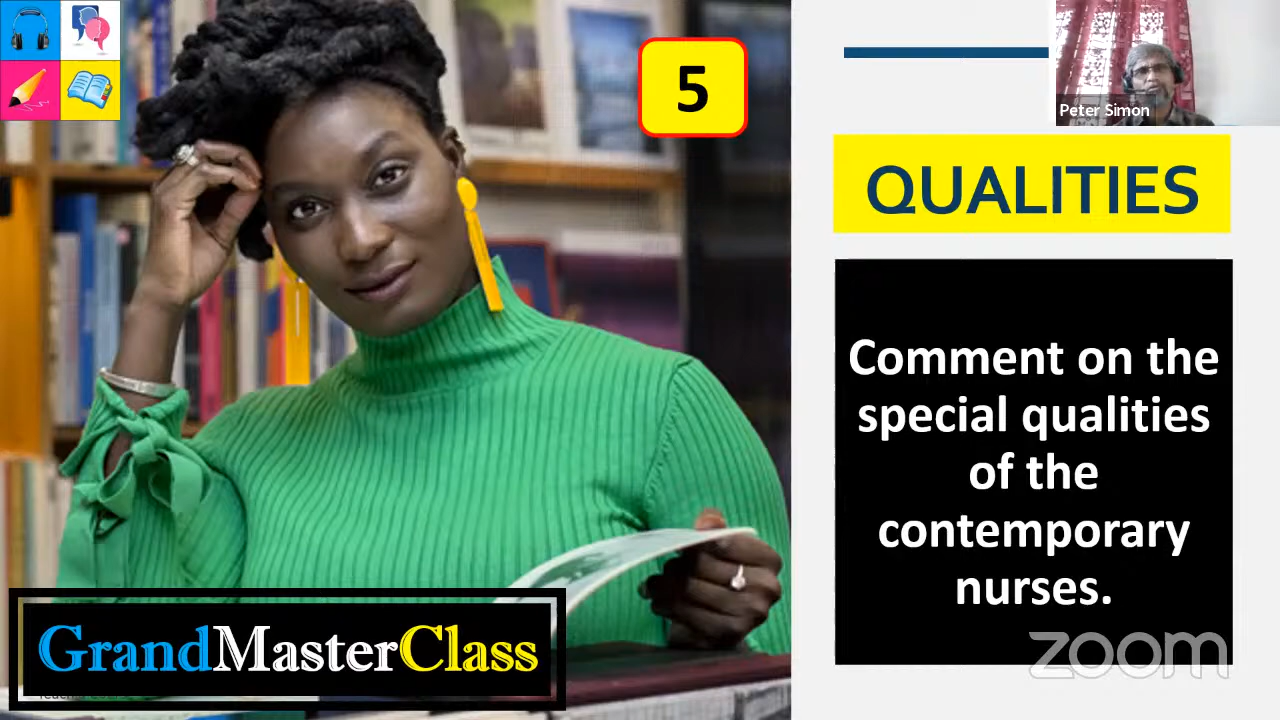 5
Peter Simon
QUALITIES
Comment on the
special qualities
of the
contemporary
nurses.
GrandMasterClass
zoom